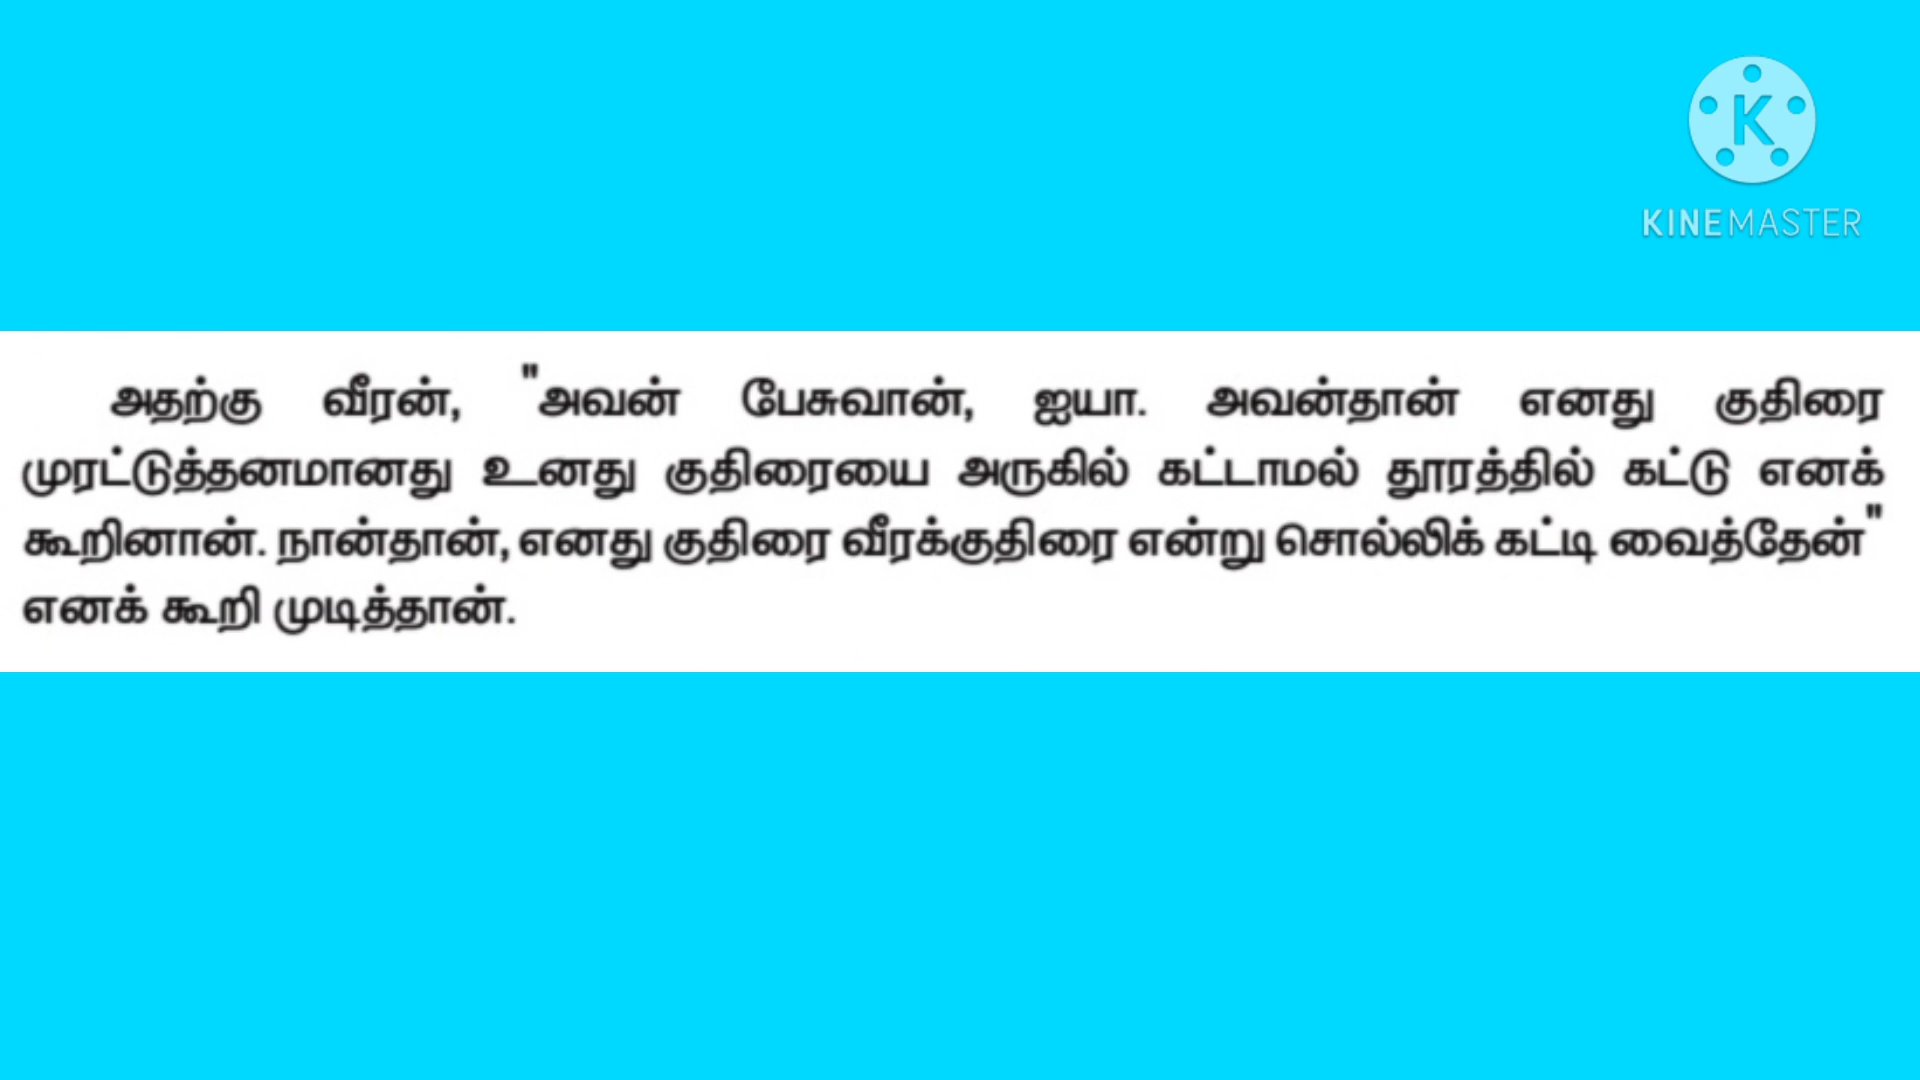 KINEMASTER
அதற்கு வீரன், "அவன் பேசுவான், ஐயா. அவன்தான் எனது குதிரை
முரட்டுத்தனமானது உனது குதிரையை அருகில் கட்டாமல் தூரத்தில் கட்டு எனக்
கூறினான். நான்தான், எனது குதிரை வீரக்குதிரை என்று சொல்லிக் கட்டி வைத்தேன்"
எனக் கூறி முடித்தான்.